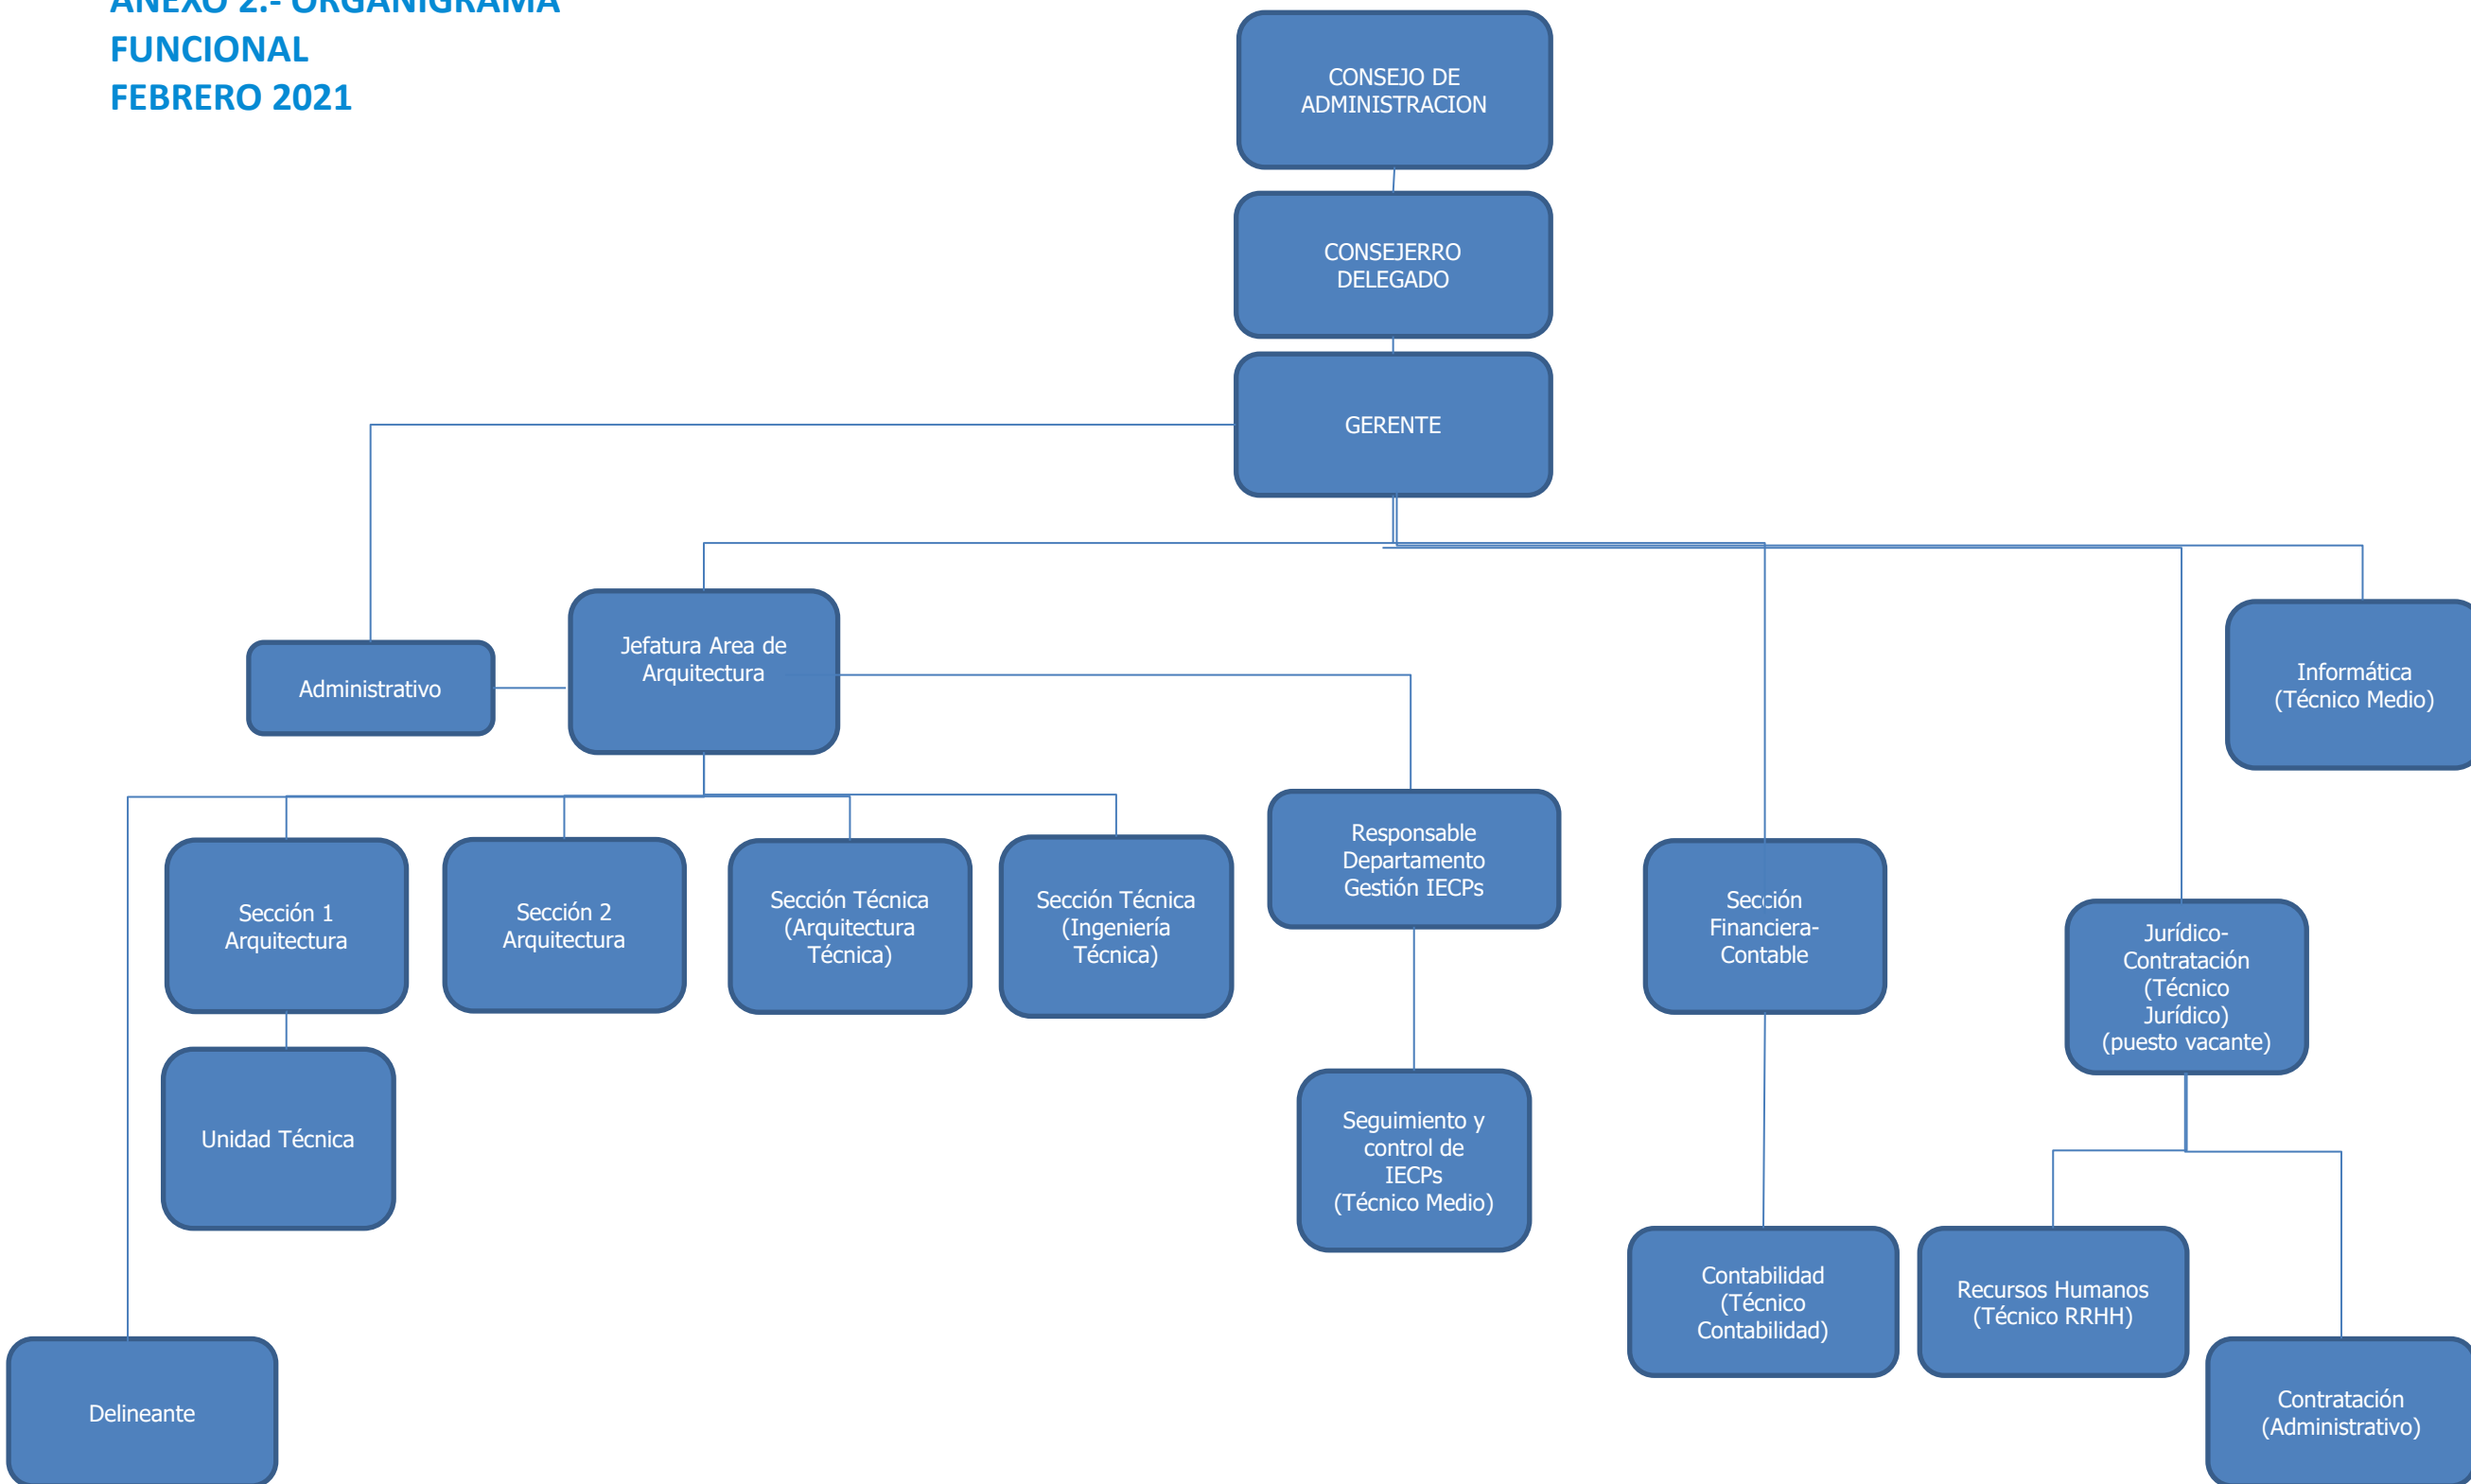 ANEXO 2.- ORGANIGRAMA
FUNCIONAL
FEBRERO 2021
CONSEJO DE
ADMINISTRACION
CONSEJERRO
DELEGADO
GERENTE
Administrativo
Jefatura Area de
Arquitectura
Informática
(Técnico Medio)
Sección 1
Arquitectura
Sección 2
Arquitectura
Sección Técnica
(Arquitectura
Técnica)
Sección Técnica
(Ingeniería
Técnica)
Responsable
Departamento
Gestión IECPs
Sección
Financiera-
Contable
Jurídico-
Contratación
(Técnico
Jurídico)
(puesto vacante)
Unidad Técnica
Seguimiento y
control de
IECPs
(Técnico Medio)
Contabilidad
(Técnico
Contabilidad)
Recursos Humanos
(Técnico RRHH)
Delineante
Contratación
(Administrativo)